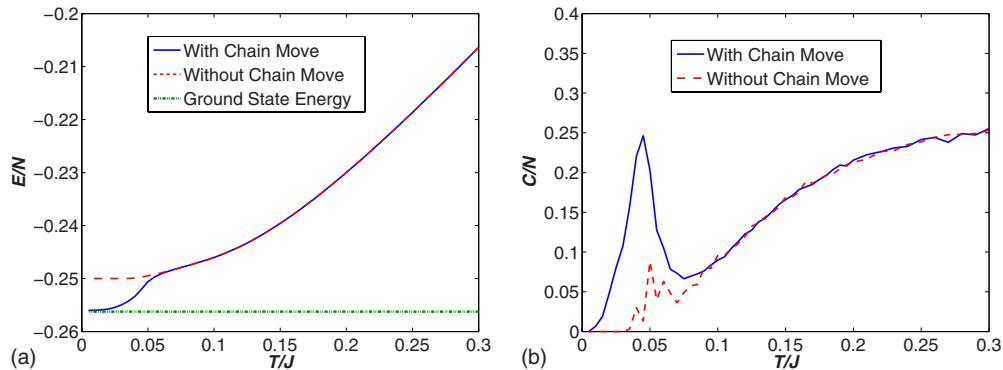 −0.2
−0.21
−0.22
−0.23
−0.24
−0.25
−0.26
E/N
With Chain Move
Without Chain Move
Ground State Energy
0 0.05 0.1 0.15 0.2 0.25 0.3
T/J
(a)
0.4
0.35
0.3
0.25
0.2
0.15
0.1
0.05
0
C/N
With Chain Move
Without Chain Move
0 0.05 0.1 0.15 0.2 0.25 0.3
T/J
(b)